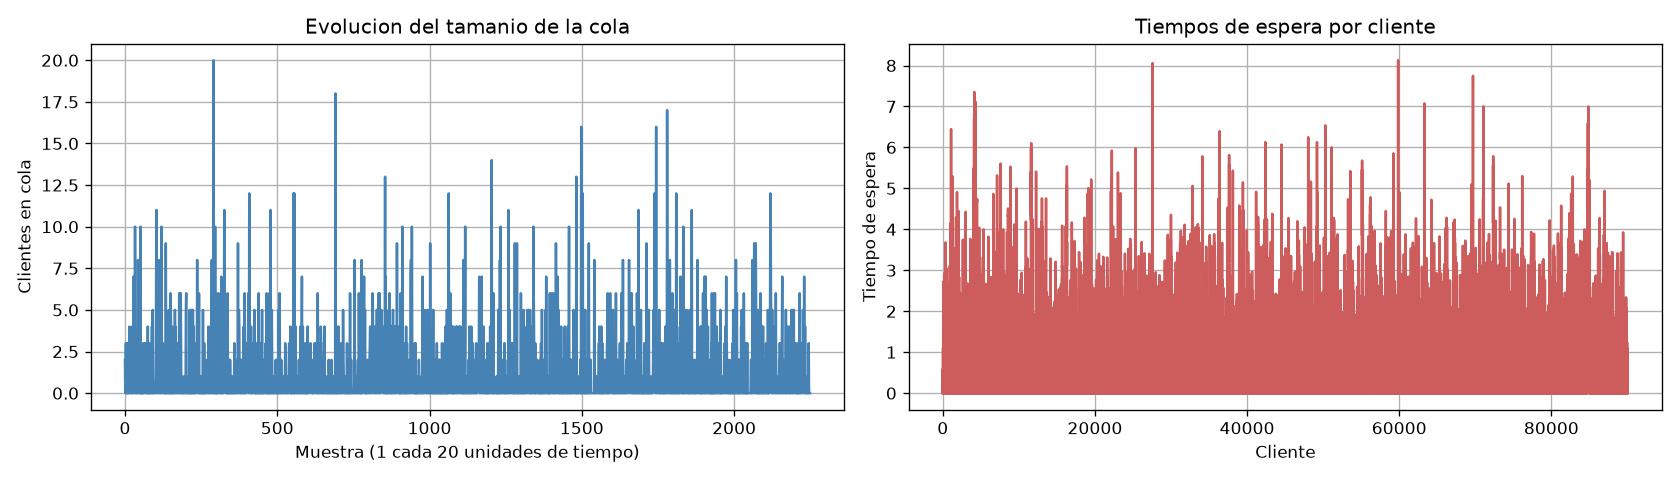 Evolucion del tamanio de la cola
20.0
17.5
15.0
12.5
10.0
7.5
5.0
2.5
0.0
Clientes en cola
0 500 1000 1500 2000
Muestra (1 cada 20 unidades de tiempo)
Tiempos de espera por cliente
8
7
6
5
4
3
2
1
0
Tiempo de espera
0 20000 40000 60000 80000
Cliente